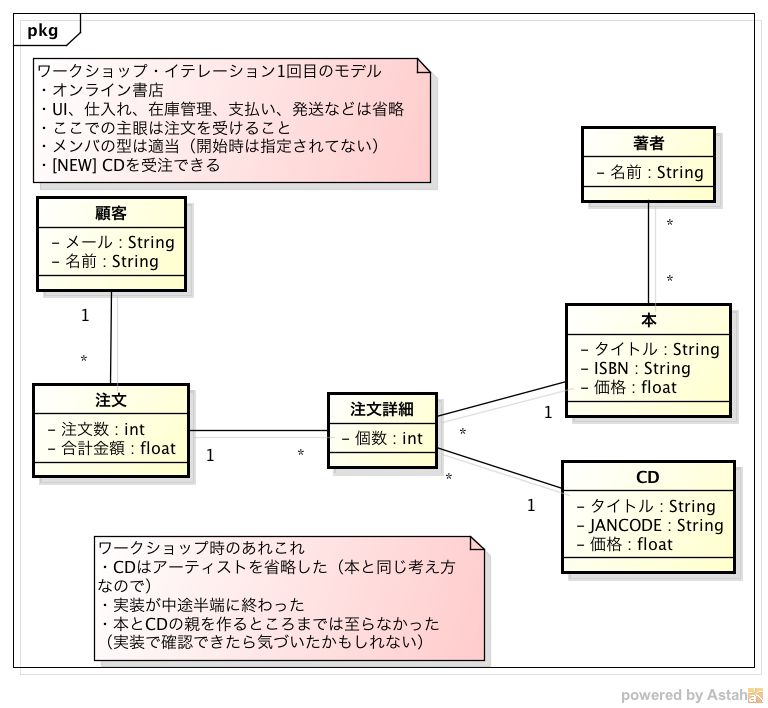 pkg
ワークショップ・イテレーション1回目のモデル
・オンライン書店
・UI、仕入れ、在庫管理、支払い、発送などは省略
・ここでの主眼は注文を受けること
・メンバの型は適当（開始時は指定されてない）
・[NEW] CDを受注できる
著者
- 名前 : String
顧客
- メール : String
- 名前 : String
*
*
1
*
本
- タイトル : String
- ISBN : String
- 価格 : float
注文
- 注文数 : int
- 合計金額 : float
注文詳細
- 個数 : int
1
*
*
1
*
1
CD
- タイトル : String
- JANCODE : String
- 価格 : float
ワークショップ時のあれこれ
・CDはアーティストを省略した（本と同じ考え方
なので）
・実装が中途半端に終わった
・本とCDの親を作るところまでは至らなかった
（実装で確認できたら気づいたかもしれない）
powered by Astah